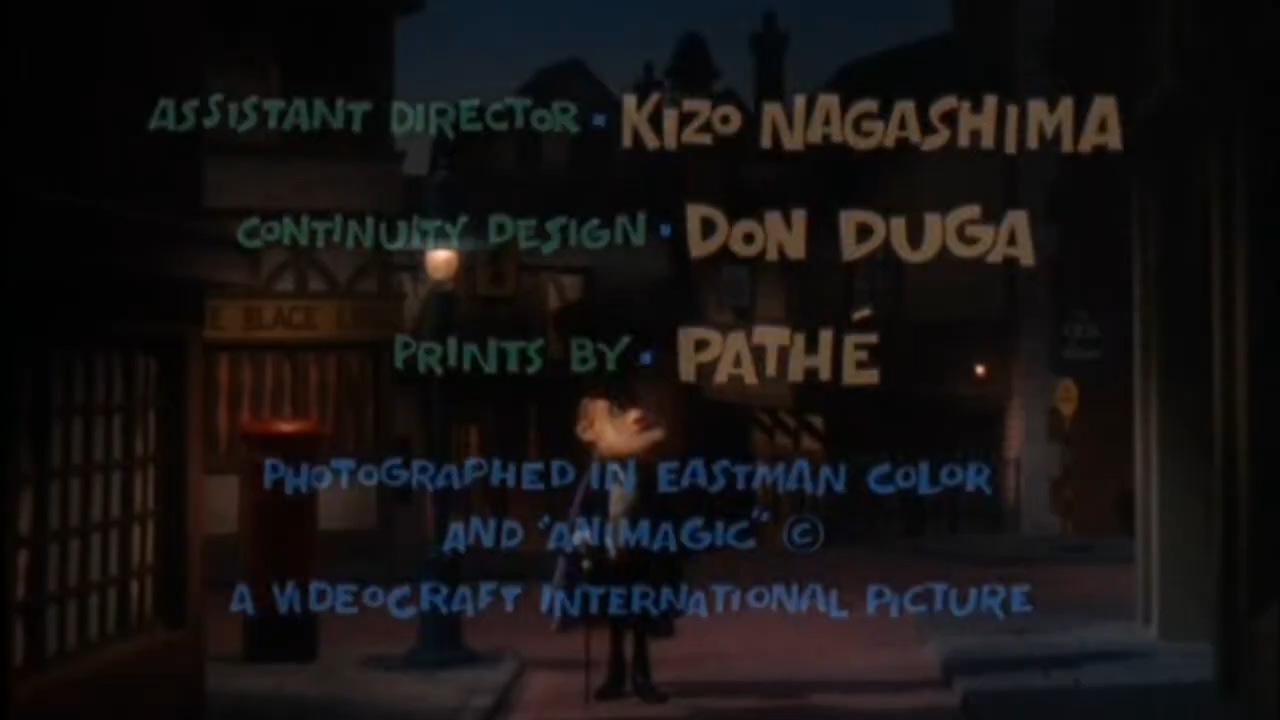 ASSISTANT DIRECTOR · KIZO NAGASHIMA
CONTINUITY DESIGN · DON DUGA
E BLACK
PRINTS BY · PATHÉ
PHOTOGRAPHED IN EASTMAN COLOR
AND "ANIMAGIC" ©
A VIDEOCRAFT INTERNATIONAL PICTURE